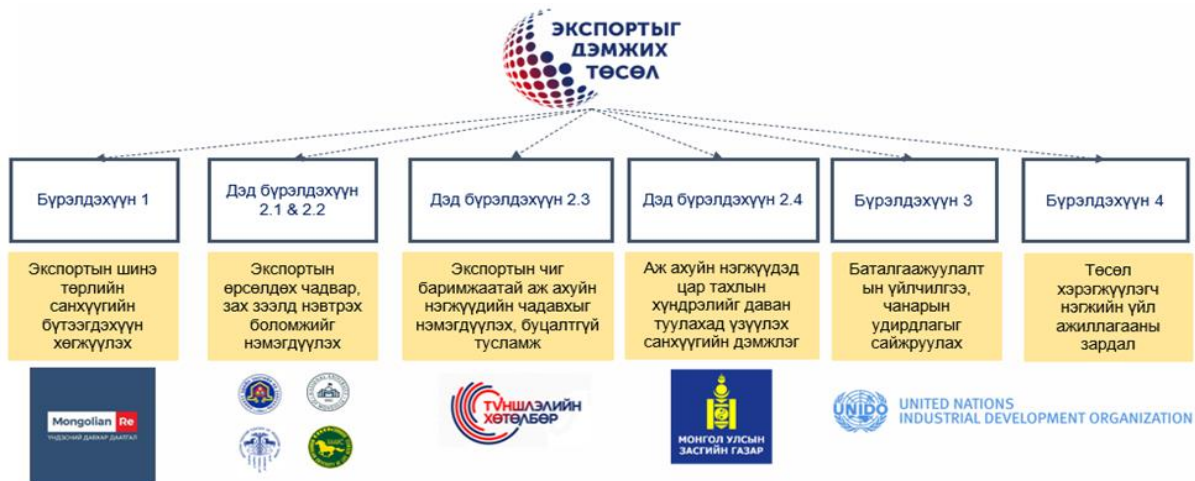 ЭКСПОРТЫГ
ДЭМЖИХ
ТӨСӨЛ
Бүрэлдэхүүн 1
Дэд бүрэлдэхүүн
2.1 & 2.2
Дэд бүрэлдэхүүн 2.3
Дэд бүрэлдэхүүн 2.4
Бүрэлдэхүүн 3
Бүрэлдэхүүн 4
Экспортын шинэ
төрлийн
санхүүгийн
бүтээгдэхүүн
хөгжүүлэх
Экспортын
өрсөлдөх чадвар,
зах зээлд нэвтрэх
боломжийг
нэмэгдүүлэх
Экспортын чиг
баримжаатай аж ахуйн
нэгжүүдийн чадавхыг
нэмэгдүүлэх, буцалтгүй
тусламж
Аж ахуйн нэгжүүдэд
цар тахлын
хүндрэлийг даван
туулахад үзүүлэх
санхүүгийн дэмжлэг
Баталгаажуулалт
ын үйлчилгээ,
чанарын
удирдлагыг
сайжруулах
Төсөл
хэрэгжүүлэгч
нэгжийн үйл
ажиллагааны
зардал
Mongolian Re
ҮНДЭСНИЙ ДАВХАР ДААТГАЛ
ТҮНШЛЭЛИЙН
ХӨТӨЛБӨР
МОНГОЛ УЛСЫН
ЗАСГИЙН ГАЗАР
UNIDO
UNITED NATIONS
INDUSTRIAL DEVELOPMENT ORGANIZATION